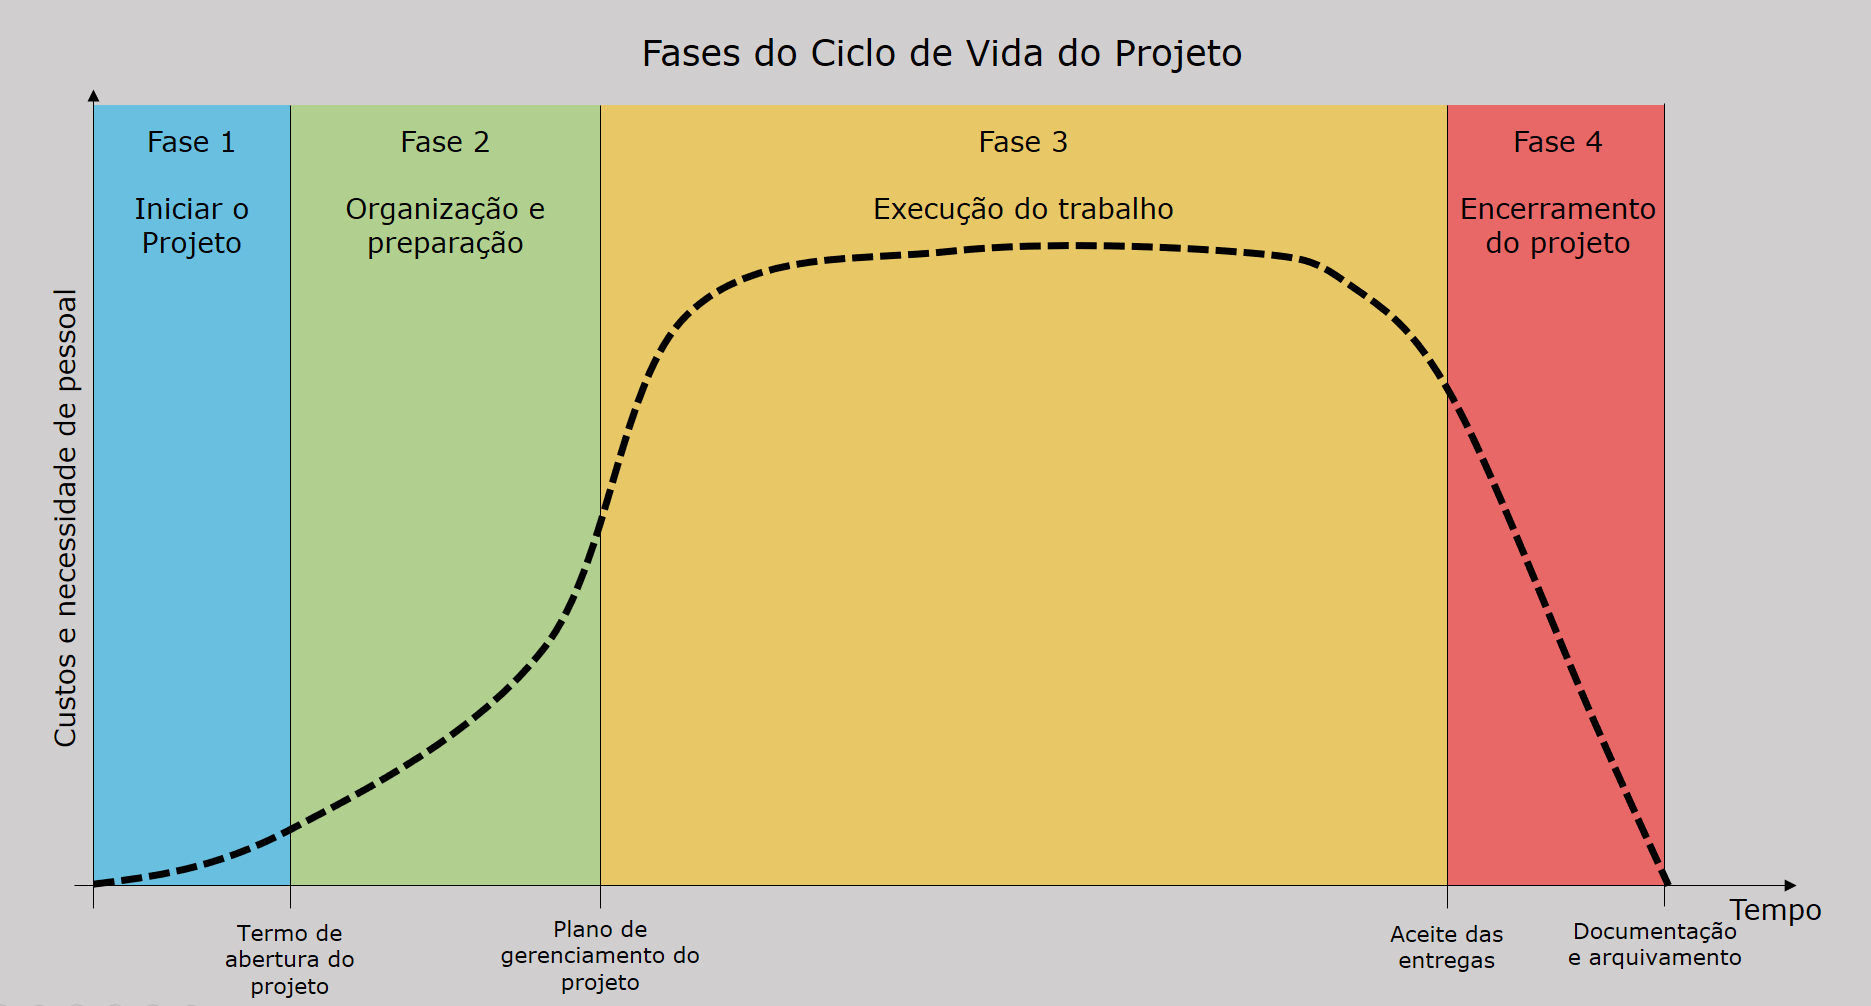 Fases do Ciclo de Vida do Projeto
Fase 1
Iniciar o
Projeto
Fase 2
Organização e
preparação
Fase 3
Execução do trabalho
Fase 4
Encerramento
do projeto
Custos e necessidade de pessoal
Tempo
Termo de
abertura do
projeto
Plano de
gerenciamento do
projeto
Aceite das
entregas
Documentação
e arquivamento